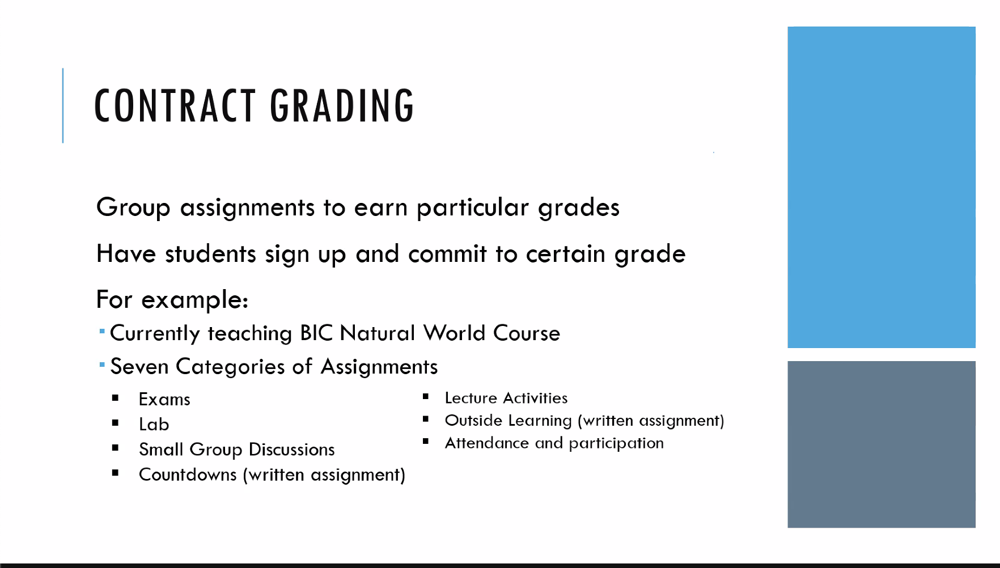 CONTRACT GRADING
Group assignments to earn particular grades
Have students sign up and commit to certain grade
For example:
Currently teaching BIC Natural World Course
Seven Categories of Assignments
Exams
Lab
Small Group Discussions
Countdowns (written assignment)
Lecture Activities
Outside Learning (written assignment)
Attendance and participation